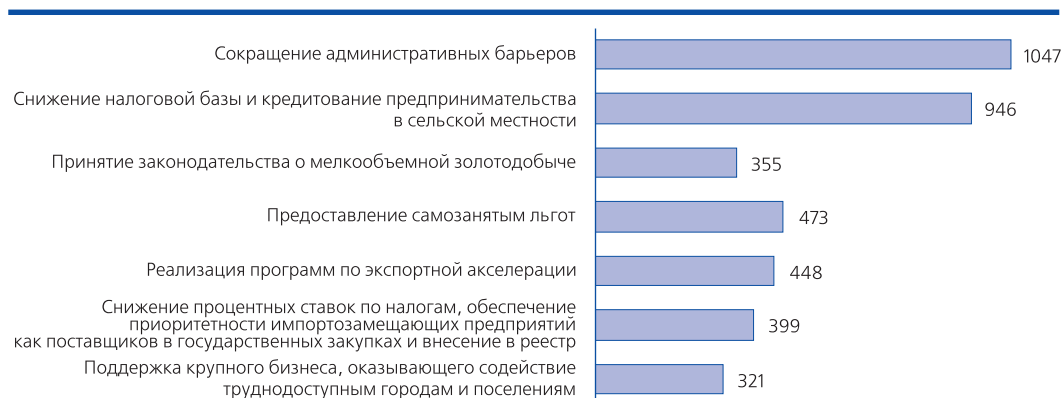 Сокращение административных барьеров
1047
Снижение налоговой базы и кредитование предпринимательства
в сельской местности
946
Принятие законодательства о мелкообъемной золотодобыче
355
Предоставление самозанятым льгот
473
Реализация программ по экспортной акселерации
448
Снижение процентных ставок по налогам, обеспечение
приоритетности импортозамещающих предприятий
как поставщиков в государственных закупках и внесение в реестр
399
Поддержка крупного бизнеса, оказывающего содействие
труднодоступным городам и поселениям
321